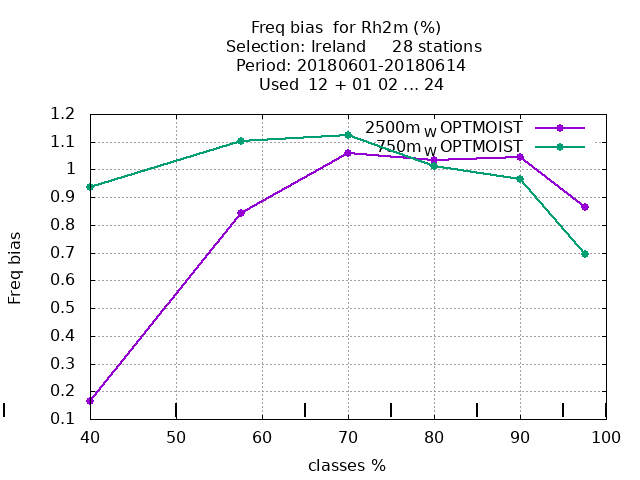 Freq bias  for Rh2m (%)
Selection: Ireland     28 stations
Period: 20180601-20180614
Used  12 + 01 02 ... 24
2500m W OPTMOIST
750m W OPTMOIST
1.2
1.1
1
0.9
0.8
0.7
0.6
0.5
0.4
0.3
0.2
0.1
Freq bias
40 50 60 70 80 90 100
classes %